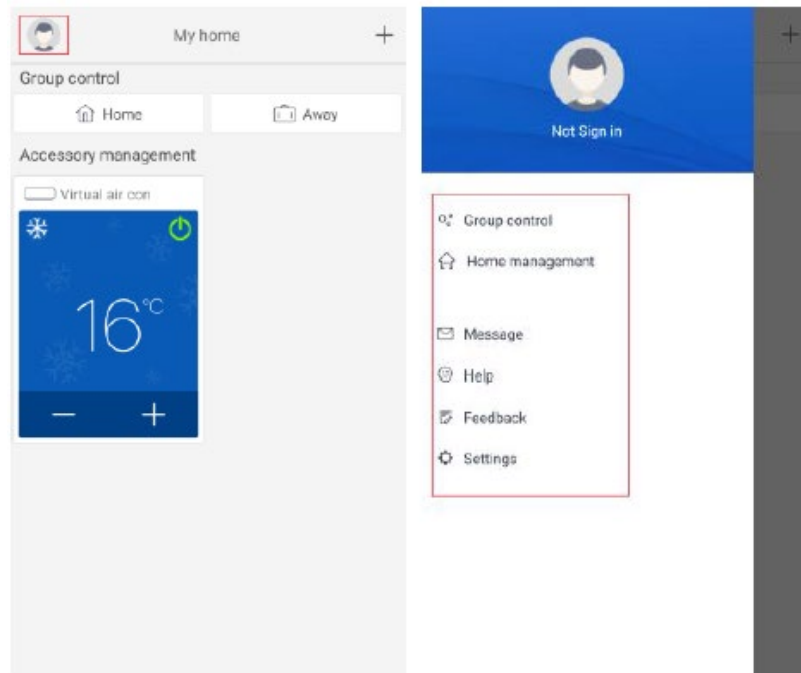 My home
Group control
Home
Away
Accessory management
Virtual air con
16°C
Not Sign in
Group control
Home management
Message
Help
Feedback
Settings